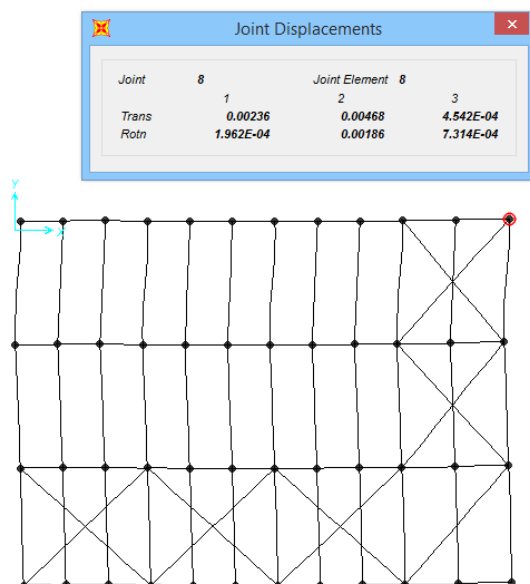 Joint Displacements
Joint 8 Joint Element 8
1 2 3
Trans 0.00236 0.00468 4.542E-04
Rotn 1.962E-04 0.00186 7.314E-04
Y
X